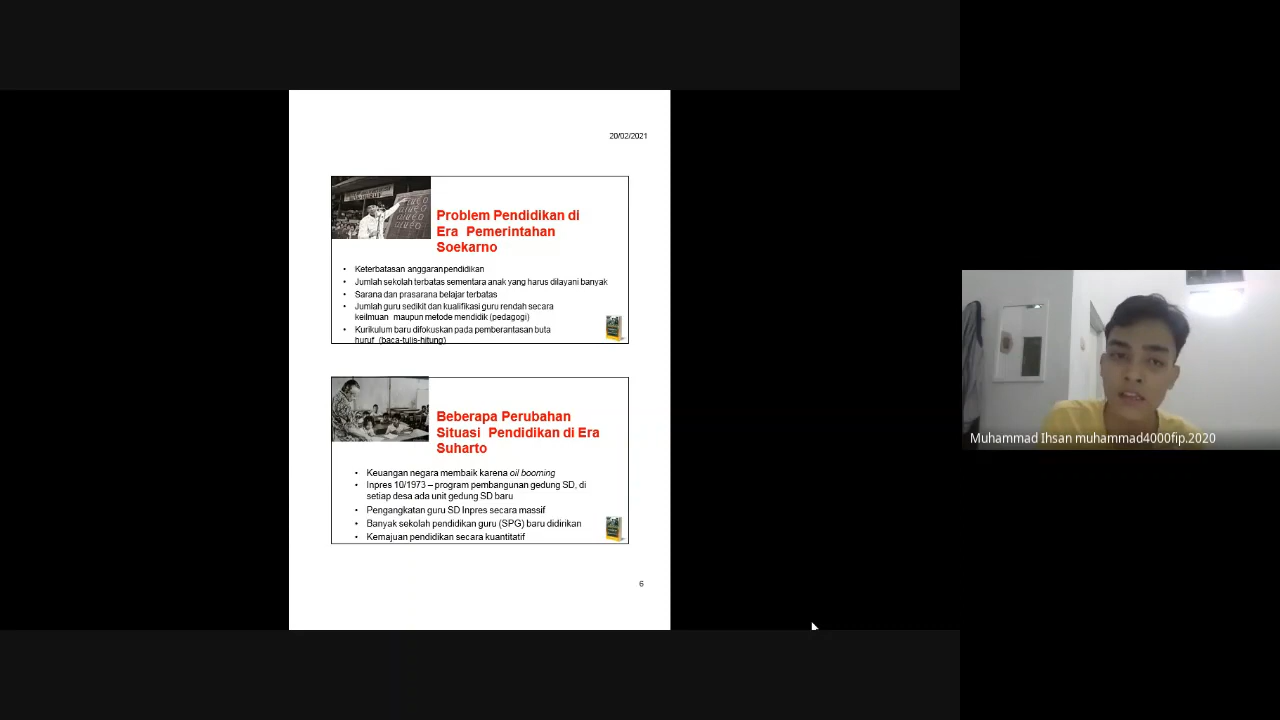 20/02/2021
Problem Pendidikan di
Era Pemerintahan
Soekarno
• Keterbatasan anggaranpendidikan
• Jumlah sekolah terbatas sementara anak yang harus dilayani banyak
• Sarana dan prasarana belajar terbatas
• Jumlah guru sedikit dan kualifikasi guru rendah secara
keilmuan maupun metode mendidik (pedagogi)
• Kurikulum baru difokuskan pada pemberantasan buta
huruf (baca-tulis-hitung)
Beberapa Perubahan
Situasi Pendidikan di Era
Suharto
• Keuangan negara membaik karena oil booming
• Inpres 10/1973 – program pembangunan gedung SD, di
setiap desa ada unit gedung SD baru
• Pengangkatan guru SD Inpres secara massif
• Banyak sekolah pendidikan guru (SPG) baru didirikan
• Kemajuan pendidikan secara kuantitatif
6
Muhammad Ihsan muhammad4000fip.2020